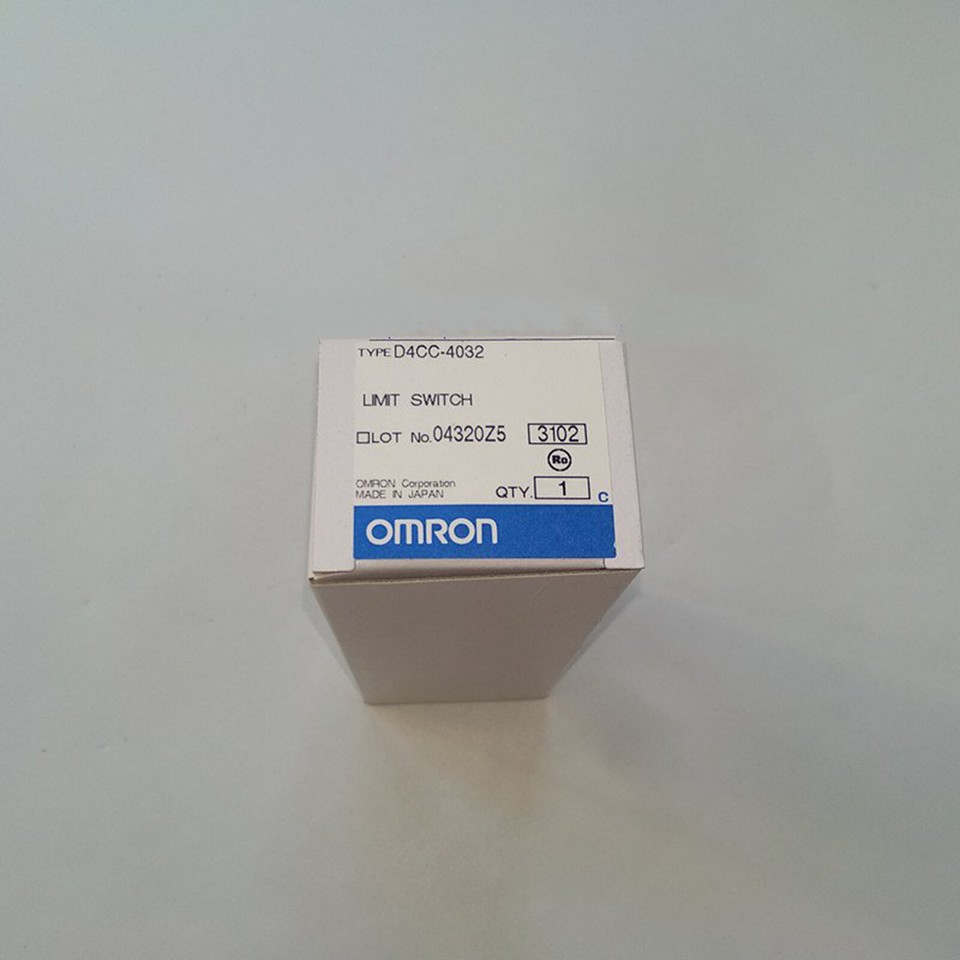 TYPE D4CC-4032
LIMIT SWITCH
☐LOT No. 04320Z5 3102
Ro
OMRON Corporation
MADE IN JAPAN QTY. 1 C
OMRON